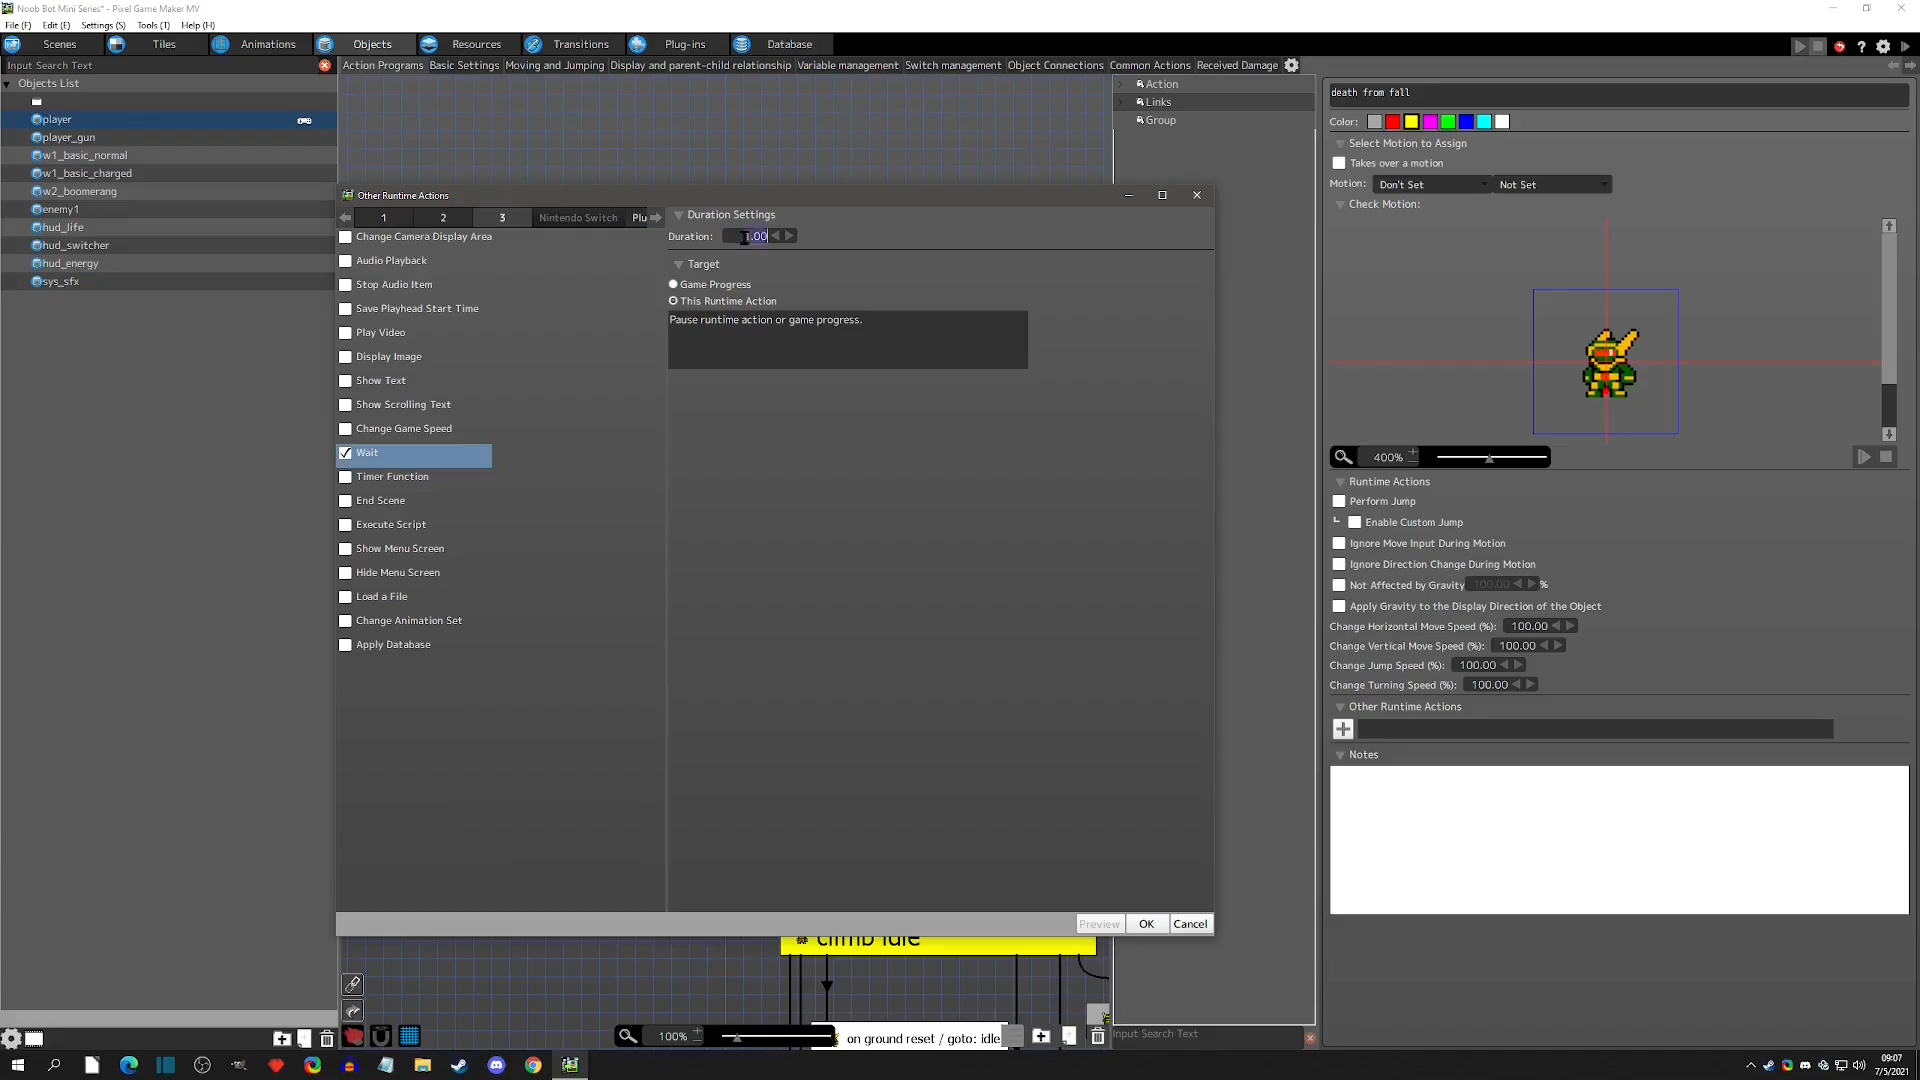 Noob Bot Mini Series* - Pixel Game Maker MV
File (F) Edit (E) Settings (S) Tools (T) Help (H)
Scenes Tiles Animations Objects Resources Transitions Plug-ins Database
Input Search Text
Action Programs Basic Settings Moving and Jumping Display and parent-child relationship Variable management Switch management Object Connections Common Actions Received Damage
Objects List
player
player_gun
w1_basic_normal
w1_basic_charged
w2_boomerang
enemy1
hud_life
hud_switcher
hud_energy
sys_sfx
Action
Links
Group
Other Runtime Actions
1 2 3 Nintendo Switch Plu
Change Camera Display Area
Audio Playback
Stop Audio Item
Save Playhead Start Time
Play Video
Display Image
Show Text
Show Scrolling Text
Change Game Speed
Wait
Timer Function
End Scene
Execute Script
Show Menu Screen
Hide Menu Screen
Load a File
Change Animation Set
Apply Database
Duration Settings
Duration: 1.00
Target
Game Progress
This Runtime Action
Pause runtime action or game progress.
Preview OK Cancel
climb idle
on ground reset / goto: idle
100%
Input Search Text
death from fall
Color:
Select Motion to Assign
Takes over a motion
Motion: Don't Set Not Set
Check Motion:
400%
Runtime Actions
Perform Jump
Enable Custom Jump
Ignore Move Input During Motion
Ignore Direction Change During Motion
Not Affected by Gravity 100.00 %
Apply Gravity to the Display Direction of the Object
Change Horizontal Move Speed (%): 100.00
Change Vertical Move Speed (%): 100.00
Change Jump Speed (%): 100.00
Change Turning Speed (%): 100.00
Other Runtime Actions
Notes
09:07
7/5/2021